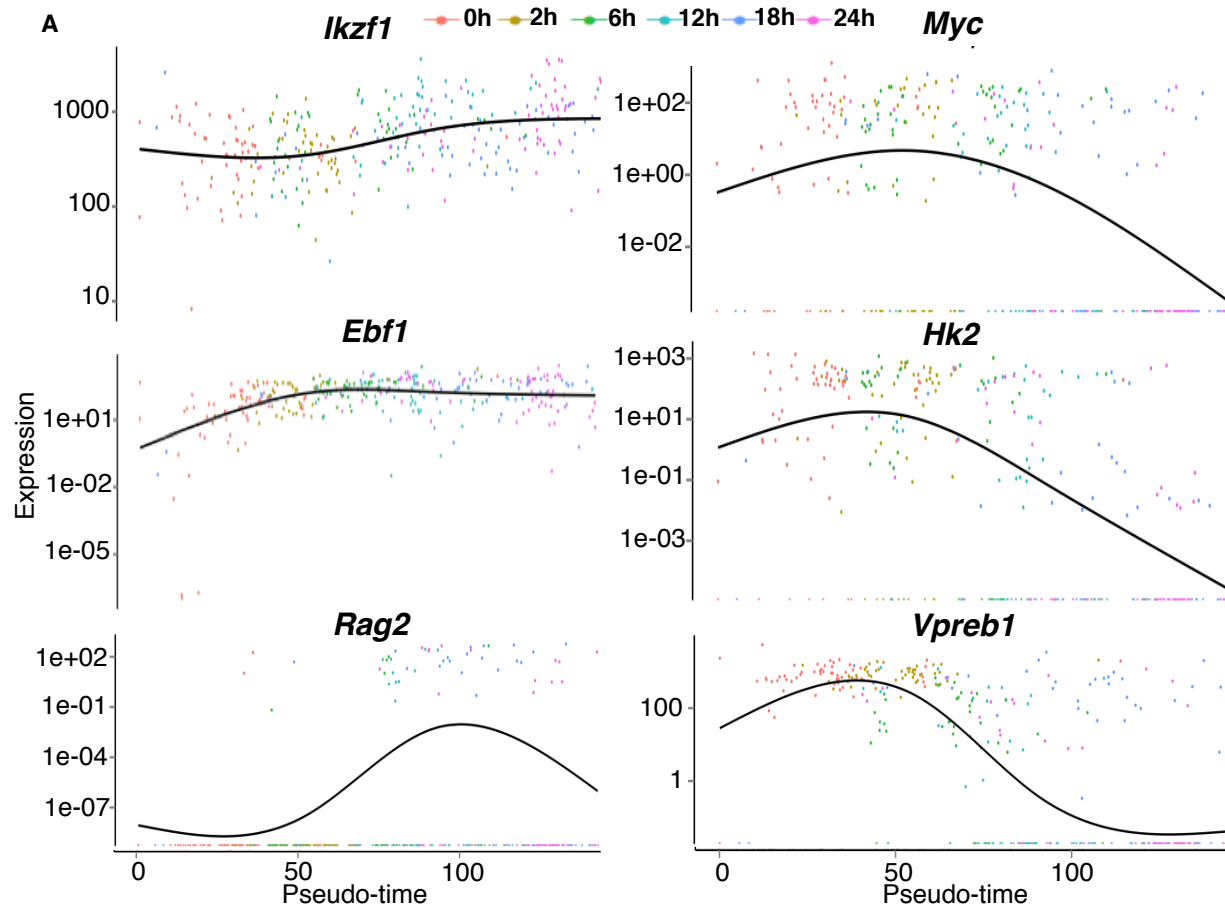 A
0h 2h 6h 12h 18h 24h
Ikzf1
1000
100
10
Myc
1e+02
1e+00
1e-02
Ebf1
1e+01
1e-02
1e-05
Hk2
1e+03
1e+01
1e-01
1e-03
Expression
Rag2
1e+02
1e-01
1e-04
1e-07
0 50 100
Pseudo-time
Vpreb1
100
1
0 50 100
Pseudo-time